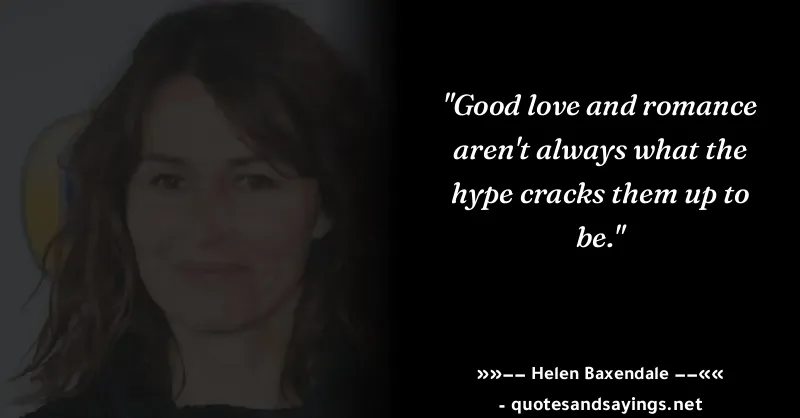 "Good love and romance
aren't always what the
hype cracks them up to
be."
»»–– Helen Baxendale ––««
- quotesandsayings.net